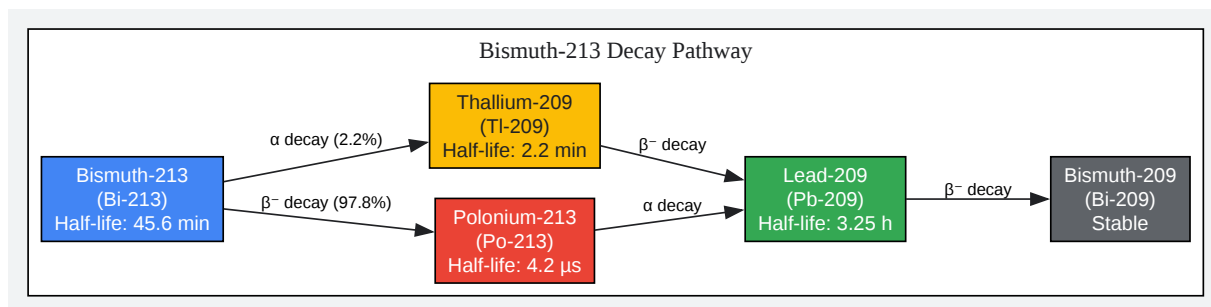 Bismuth-213 Decay Pathway
Bismuth-213
(Bi-213)
Half-life: 45.6 min
α decay (2.2%)
β⁻ decay (97.8%)
Thallium-209
(Tl-209)
Half-life: 2.2 min
Polonium-213
(Po-213)
Half-life: 4.2 µs
β⁻ decay
α decay
Lead-209
(Pb-209)
Half-life: 3.25 h
β⁻ decay
Bismuth-209
(Bi-209)
Stable